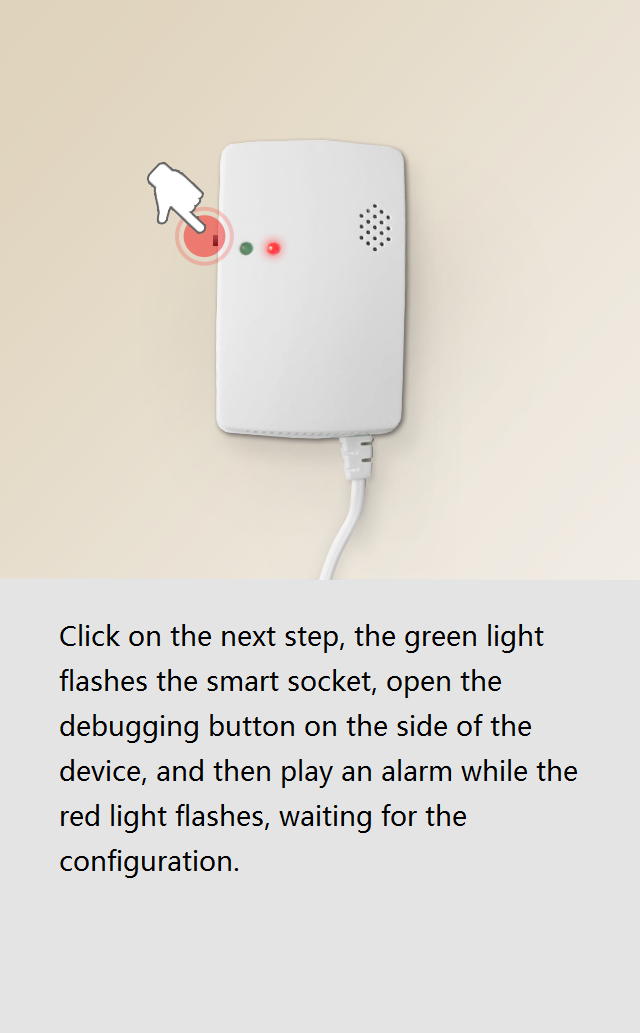 Click on the next step, the green light
flashes the smart socket, open the
debugging button on the side of the
device, and then play an alarm while the
red light flashes, waiting for the
configuration.